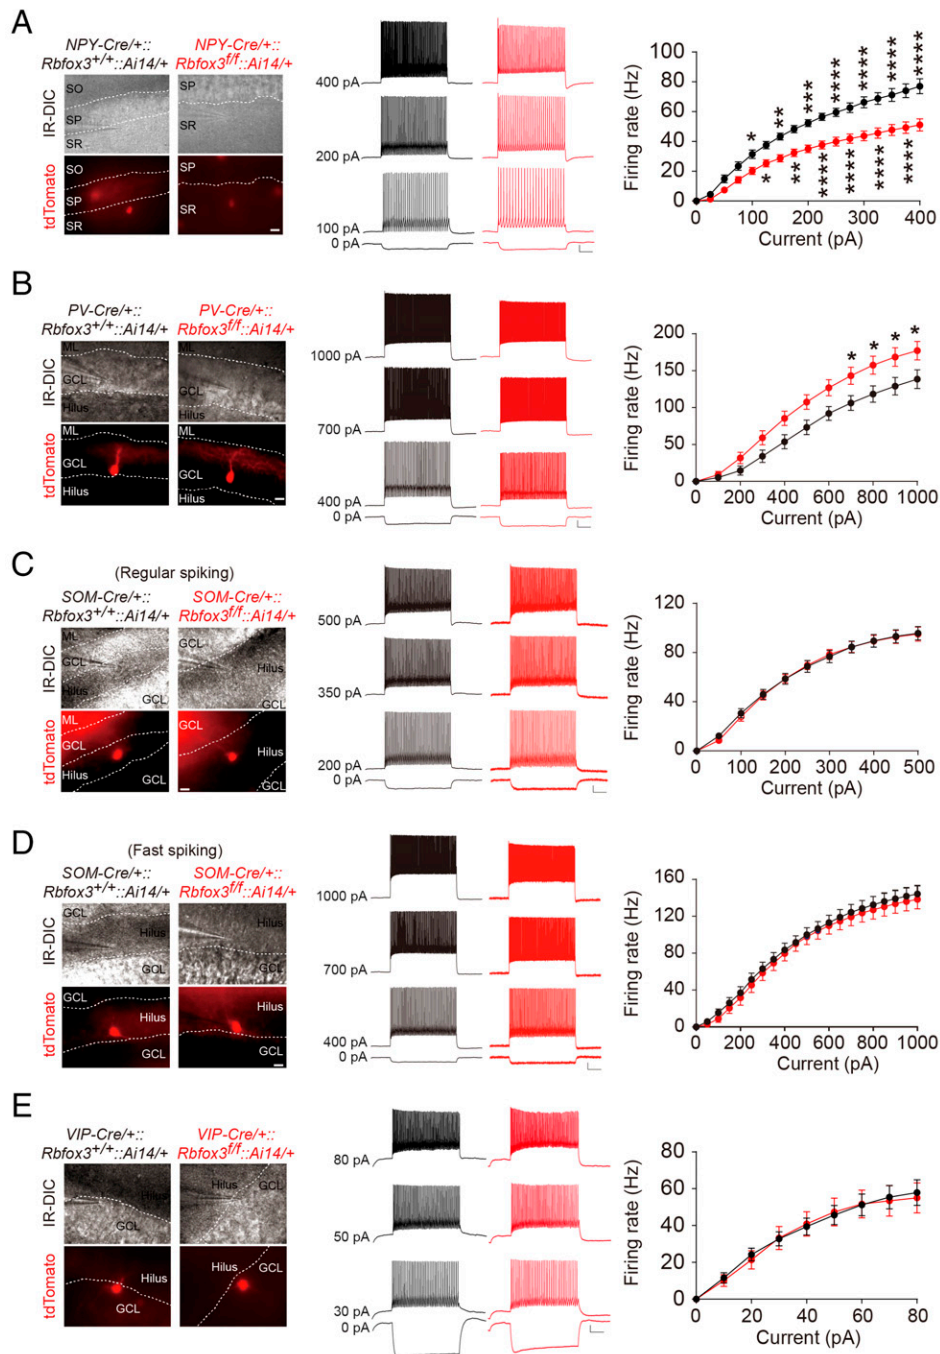 A
NPY-Cre/+:: Rbfox3+/+::Ai14/+
NPY-Cre/+:: Rbfox3f/f::Ai14/+
IR-DIC
SO
SP
SR
SP
SR
tdTomato
SO
SP
SR
SP
SR
400 pA
200 pA
100 pA
0 pA
Firing rate (Hz)
100
80
60
40
20
0
0 100 200 300 400
Current (pA)
B
PV-Cre/+:: Rbfox3+/+::Ai14/+
PV-Cre/+:: Rbfox3f/f::Ai14/+
IR-DIC
ML
GCL
Hilus
ML
GCL
Hilus
tdTomato
ML
GCL
Hilus
ML
GCL
Hilus
1000 pA
700 pA
400 pA
0 pA
Firing rate (Hz)
200
150
100
50
0
* * * *
0 200 400 600 800 1000
Current (pA)
C
(Regular spiking)
SOM-Cre/+:: Rbfox3+/+::Ai14/+
SOM-Cre/+:: Rbfox3f/f::Ai14/+
IR-DIC
ML
GCL
Hilus
GCL
GCL
Hilus
GCL
tdTomato
ML
GCL
Hilus
GCL
GCL
Hilus
GCL
500 pA
350 pA
200 pA
0 pA
Firing rate (Hz)
120
80
40
0
0 100 200 300 400 500
Current (pA)
D
(Fast spiking)
SOM-Cre/+:: Rbfox3+/+::Ai14/+
SOM-Cre/+:: Rbfox3f/f::Ai14/+
IR-DIC
GCL
Hilus
GCL
Hilus
GCL
tdTomato
GCL
Hilus
GCL
Hilus
GCL
1000 pA
700 pA
400 pA
0 pA
Firing rate (Hz)
160
120
80
40
0
0 200 400 600 800 1000
Current (pA)
E
VIP-Cre/+:: Rbfox3+/+::Ai14/+
VIP-Cre/+:: Rbfox3f/f::Ai14/+
IR-DIC
Hilus
GCL
Hilus
GCL
tdTomato
Hilus
GCL
Hilus
GCL
80 pA
50 pA
30 pA
0 pA
Firing rate (Hz)
80
60
40
20
0
0 20 40 60 80
Current (pA)